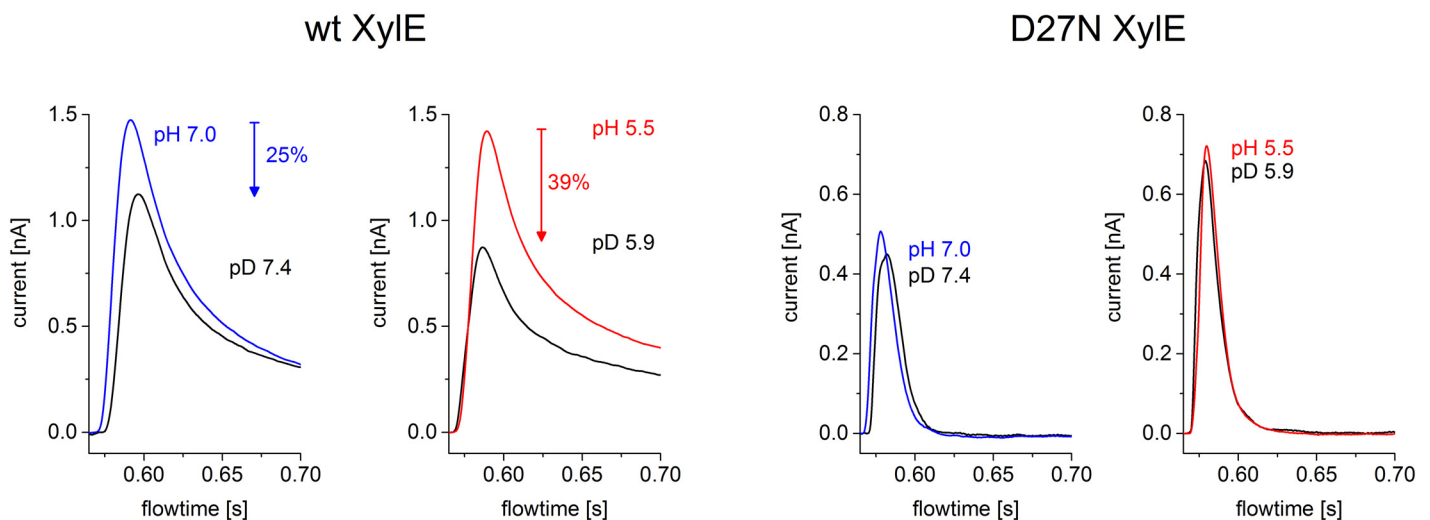 wt XylE
D27N XylE
1.5
1.0
0.5
0.0
current [nA]
pH 7.0
25%
pD 7.4
0.60
0.65
0.70
flowtime [s]
1.5
1.0
0.5
0.0
current [nA]
pH 5.5
39%
pD 5.9
0.60
0.65
0.70
flowtime [s]
0.8
0.6
0.4
0.2
0.0
current [nA]
pH 7.0
pD 7.4
0.60
0.65
0.70
flowtime [s]
0.8
0.6
0.4
0.2
0.0
current [nA]
pH 5.5
pD 5.9
0.60
0.65
0.70
flowtime [s]